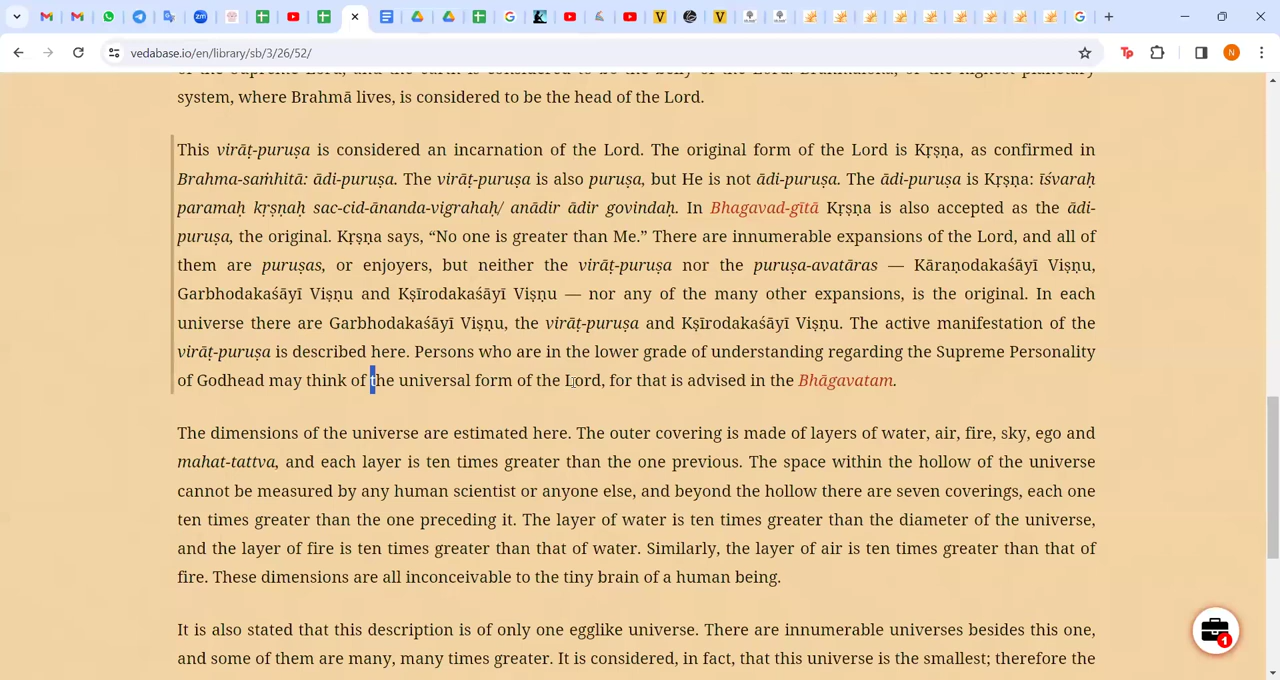 vedabase.io/en/library/sb/3/26/52/
N
system, where Brahmā lives, is considered to be the head of the Lord.
This virāṭ-puruṣa is considered an incarnation of the Lord. The original form of the Lord is Kṛṣṇa, as confirmed in
Brahma-saṁhitā: ādi-puruṣa. The virāṭ-puruṣa is also puruṣa, but He is not ādi-puruṣa. The ādi-puruṣa is Kṛṣṇa: īśvaraḥ
paramaḥ kṛṣṇaḥ sac-cid-ānanda-vigrahaḥ/ anādir ādir govindaḥ. In Bhagavad-gītā Kṛṣṇa is also accepted as the ādi-
puruṣa, the original. Kṛṣṇa says, “No one is greater than Me.” There are innumerable expansions of the Lord, and all of
them are puruṣas, or enjoyers, but neither the virāṭ-puruṣa nor the puruṣa-avatāras — Kāraṇodakaśāyī Viṣṇu,
Garbhodakaśāyī Viṣṇu and Kṣīrodakaśāyī Viṣṇu — nor any of the many other expansions, is the original. In each
universe there are Garbhodakaśāyī Viṣṇu, the virāṭ-puruṣa and Kṣīrodakaśāyī Viṣṇu. The active manifestation of the
virāṭ-puruṣa is described here. Persons who are in the lower grade of understanding regarding the Supreme Personality
of Godhead may think of the universal form of the Lord, for that is advised in the Bhāgavatam.
The dimensions of the universe are estimated here. The outer covering is made of layers of water, air, fire, sky, ego and
mahat-tattva, and each layer is ten times greater than the one previous. The space within the hollow of the universe
cannot be measured by any human scientist or anyone else, and beyond the hollow there are seven coverings, each one
ten times greater than the one preceding it. The layer of water is ten times greater than the diameter of the universe,
and the layer of fire is ten times greater than that of water. Similarly, the layer of air is ten times greater than that of
fire. These dimensions are all inconceivable to the tiny brain of a human being.
It is also stated that this description is of only one egglike universe. There are innumerable universes besides this one,
and some of them are many, many times greater. It is considered, in fact, that this universe is the smallest; therefore the
1